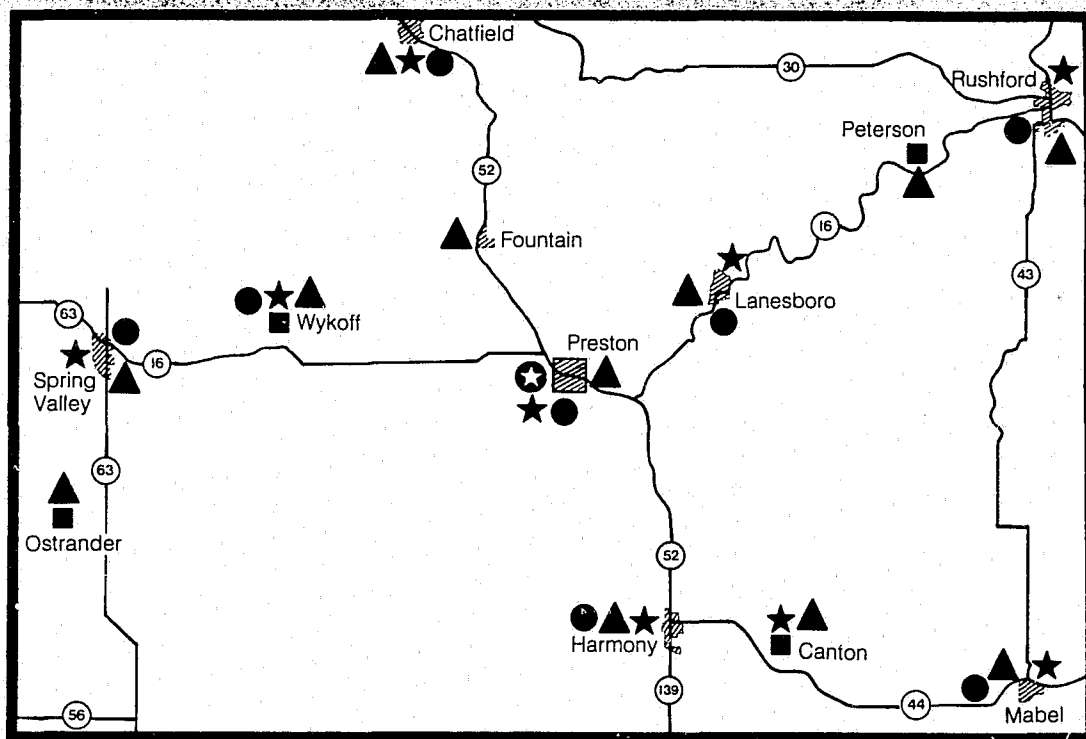 Chatfield
30
Rushford
Peterson
52
Fountain
16
43
Lanesboro
63
Wykoff
16
Preston
Spring
Valley
63
Ostrander
52
Harmony
Canton
139
44
Mabel
56